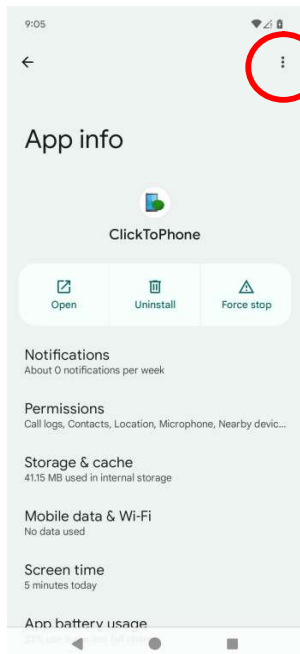 9:05
App info
ClickToPhone
Open Uninstall Force stop
Notifications
About 0 notifications per week
Permissions
Call logs, Contacts, Location, Microphone, Nearby devic...
Storage & cache
41.15 MB used in internal storage
Mobile data & Wi-Fi
No data used
Screen time
5 minutes today
App battery usage